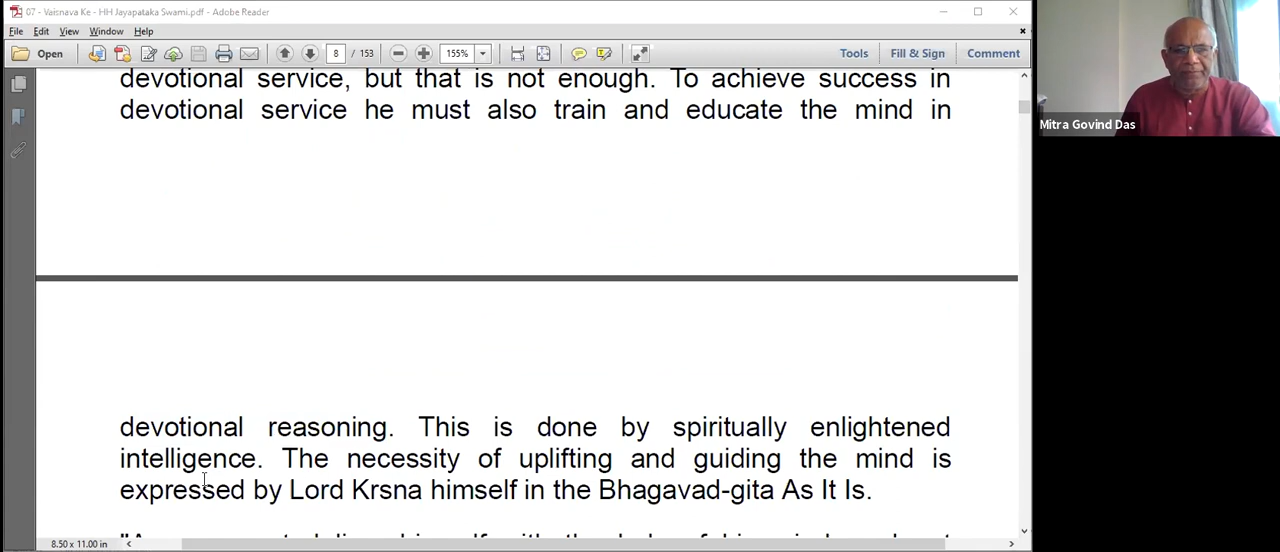 07 - Vaisnava Ke - HH Jayapataka Swami.pdf - Adobe Reader
File Edit View Window Help
Open 8 / 153 155% Tools Fill & Sign Comment
devotional service, but that is not enough. To achieve success in
devotional service he must also train and educate the mind in
devotional reasoning. This is done by spiritually enlightened
intelligence. The necessity of uplifting and guiding the mind is
expressed by Lord Krsna himself in the Bhagavad-gita As It Is.
8.50 x 11.00 in
Mitra Govind Das